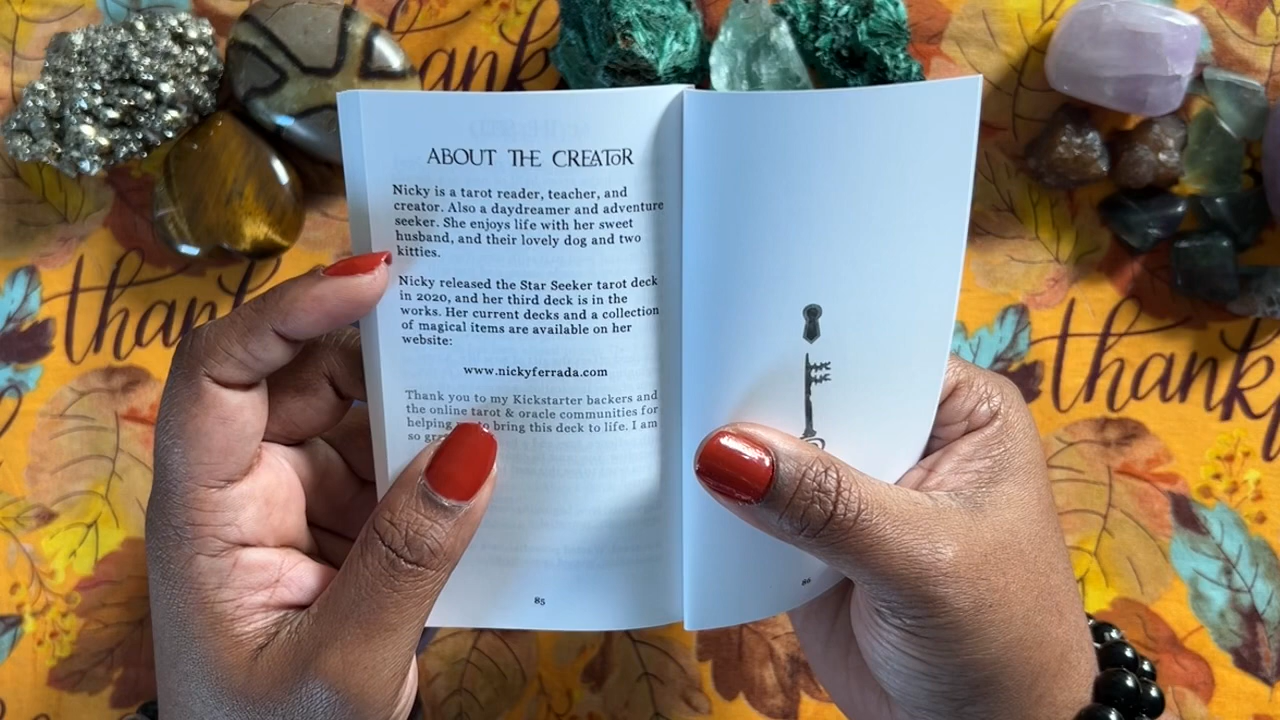 thank
thank
thank
ABOUT THE CREATOR
Nicky is a tarot reader, teacher, and
creator. Also a daydreamer and adventure
seeker. She enjoys life with her sweet
husband, and their lovely dog and two
kitties.
Nicky released the Star Seeker tarot deck
in 2020, and her third deck is in the
works. Her current decks and a collection
of magical items are available on her
website:
www.nickyferrada.com
Thank you to my Kickstarter backers and
the online tarot & oracle communities for
helping to bring this deck to life. I am
so
85
86